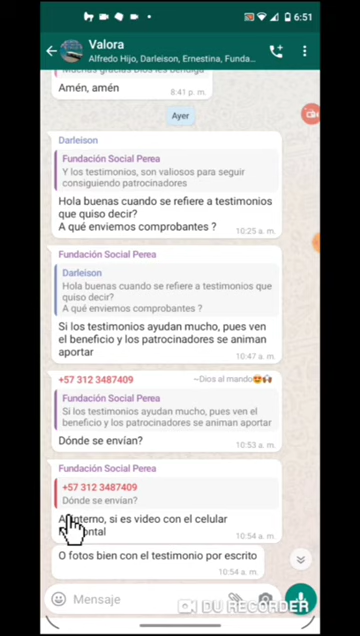 6:51
Valora
Alfredo Hijo, Darleison, Ernestina, Funda...
Muchas gracias Dios les bendiga
Amén, amén
8:41 p. m.
Ayer
Darleison
Fundación Social Perea
Y los testimonios, son valiosos para seguir
consiguiendo patrocinadores
Hola buenas cuando se refiere a testimonios
que quiso decir?
A qué enviemos comprobantes ?
10:25 a. m.
Fundación Social Perea
Darleison
Hola buenas cuando se refiere a testimonios que
quiso decir?
A qué enviemos comprobantes ?
Si los testimonios ayudan mucho, pues ven
el beneficio y los patrocinadores se animan
aportar
10:47 a. m.
+57 312 3487409
~Dios al mando😍🙌
Fundación Social Perea
Si los testimonios ayudan mucho, pues ven el
beneficio y los patrocinadores se animan aportar
Dónde se envían?
10:53 a. m.
Fundación Social Perea
+57 312 3487409
Dónde se envían?
interno, si es video con el celular
10:54 a. m.
O fotos bien con el testimonio por escrito
10:54 a. m.
Mensaje
DU RECORDER